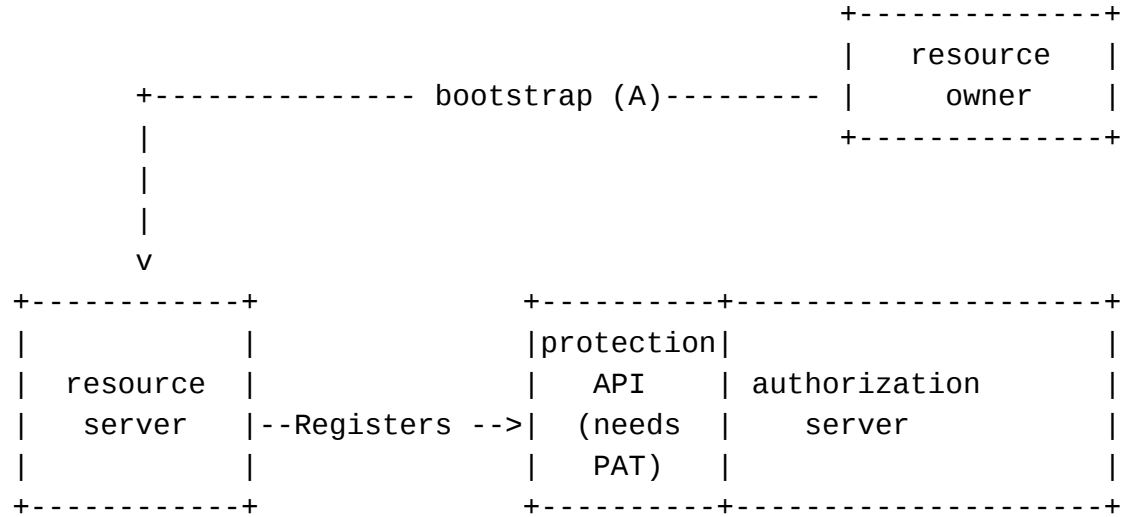 resource
bootstrap (A)
owner
v
protection
resource
API
authorization
server
--Registers -->
(needs
server
PAT)